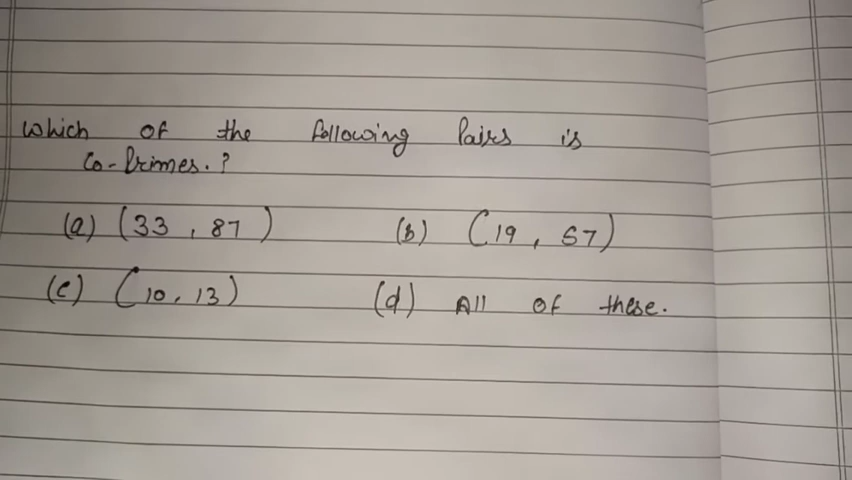 Which of the following Pairs is
Co-Primes.?
(a) (33, 87) (b) (19, 57)
(c) (10, 13) (d) All of these.